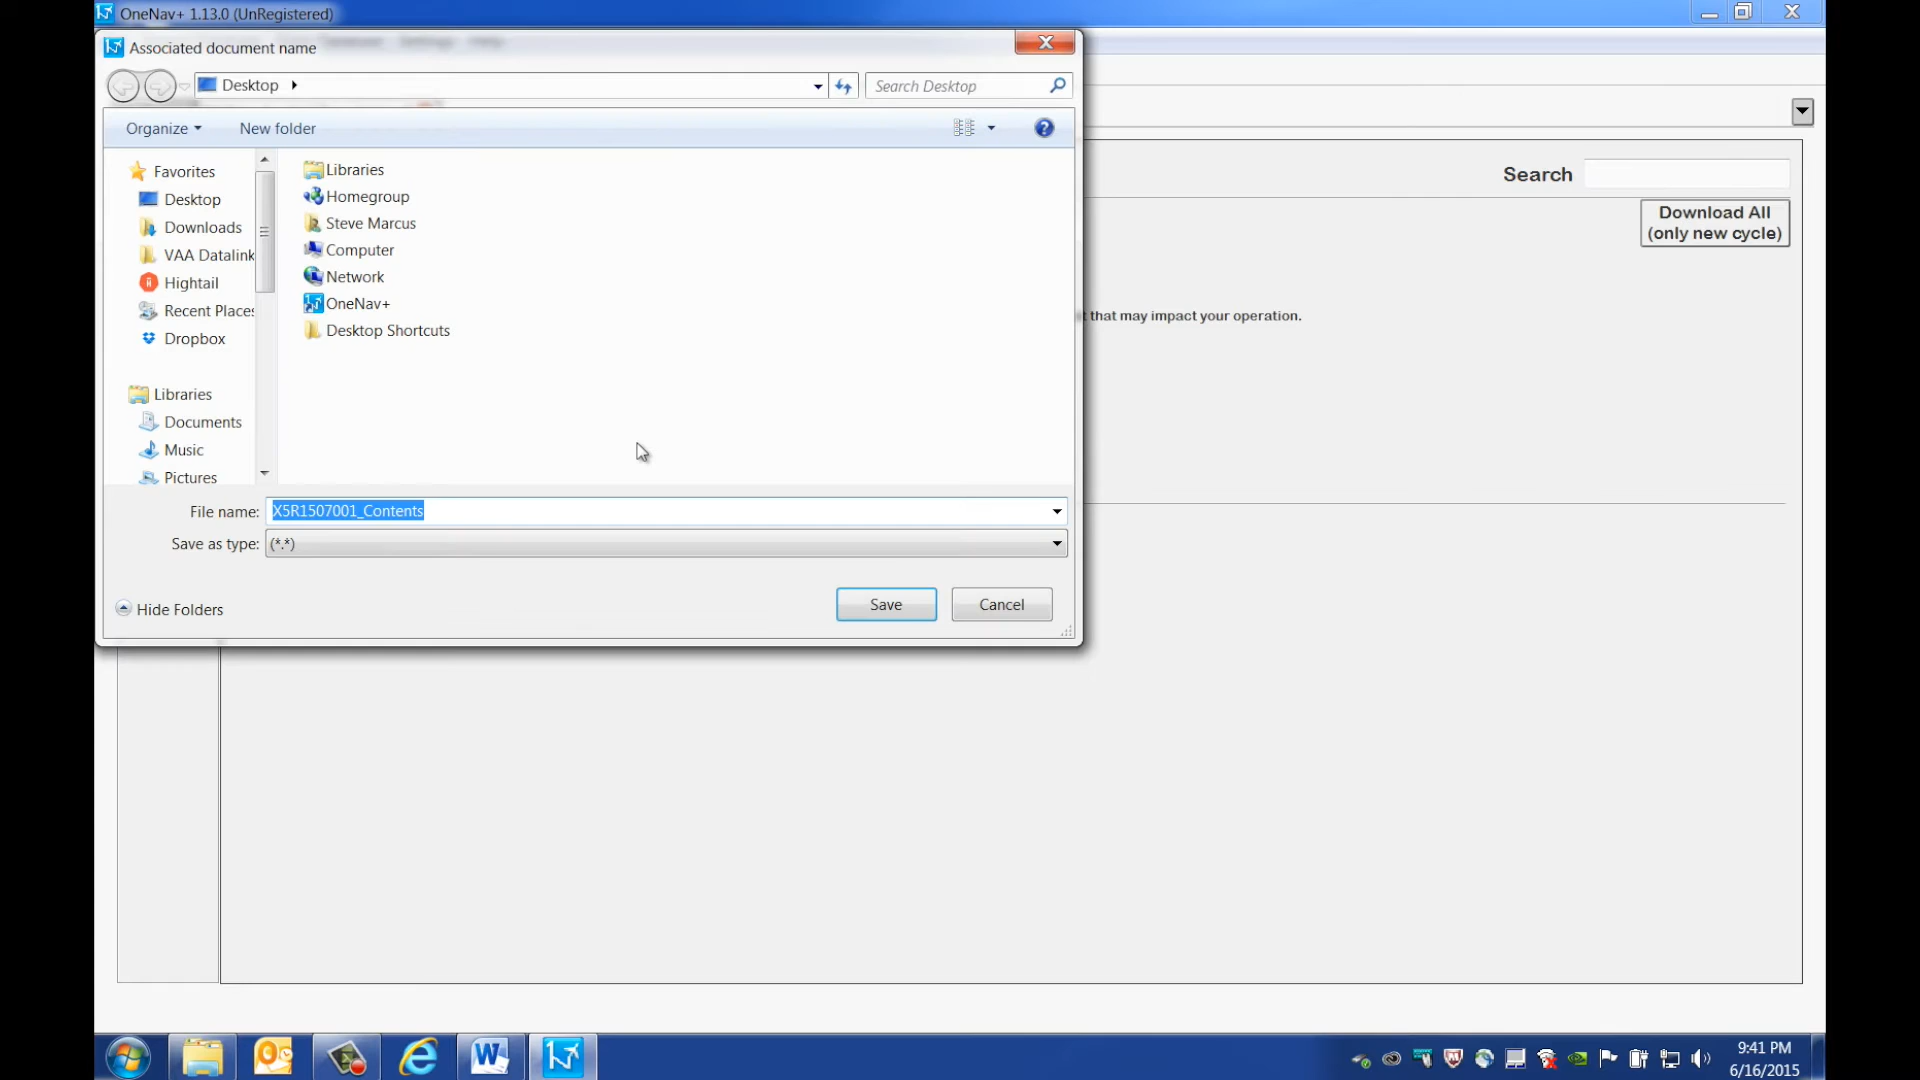 OneNav+ 1.13.0 (UnRegistered)
Associated document name
Desktop
Search Desktop
Organize
New folder
Favorites
Desktop
Downloads
VAA Datalink
Hightail
Recent Places
Dropbox
Libraries
Documents
Music
Pictures
Libraries
Homegroup
Steve Marcus
Computer
Network
OneNav+
Desktop Shortcuts
File name: X5R1507001_Contents
Save as type: (*.*)
Hide Folders
Save
Cancel
Search
Download All
(only new cycle)
that may impact your operation.
9:41 PM
6/16/2015